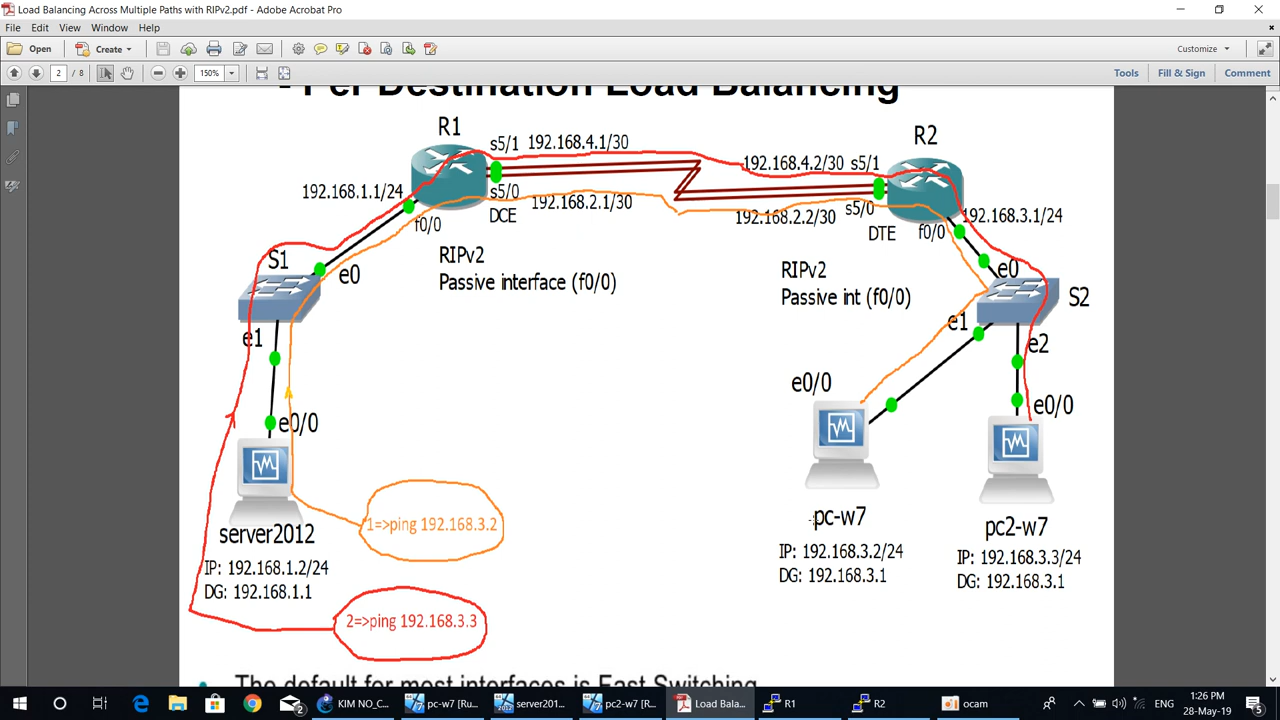 Load Balancing Across Multiple Paths with RIPv2.pdf - Adobe Acrobat Pro
File Edit View Window Help
Open Create Customize
2 / 8 150% Tools Fill & Sign Comment
- Per Destination Load Balancing
R1
R2
s5/1 192.168.4.1/30
192.168.4.2/30 s5/1
192.168.1.1/24
s5/0
DCE
192.168.2.1/30
192.168.2.2/30
s5/0
DTE
192.168.3.1/24
f0/0
f0/0
RIPv2
Passive interface (f0/0)
RIPv2
Passive int (f0/0)
S1
e0
e0
S2
e1
e1
e2
e0/0
e0/0
e0/0
1=>ping 192.168.3.2
server2012
IP: 192.168.1.2/24
DG: 192.168.1.1
pc-w7
IP: 192.168.3.2/24
DG: 192.168.3.1
pc2-w7
IP: 192.168.3.3/24
DG: 192.168.3.1
2=>ping 192.168.3.3
• The default for most interfaces is Fast Switching
KIM NO_C... pc-w7 [Ru... server201... pc2-w7 [R... Load Bala... R1 R2 ocam
ENG
1:26 PM
28-May-19
5
2